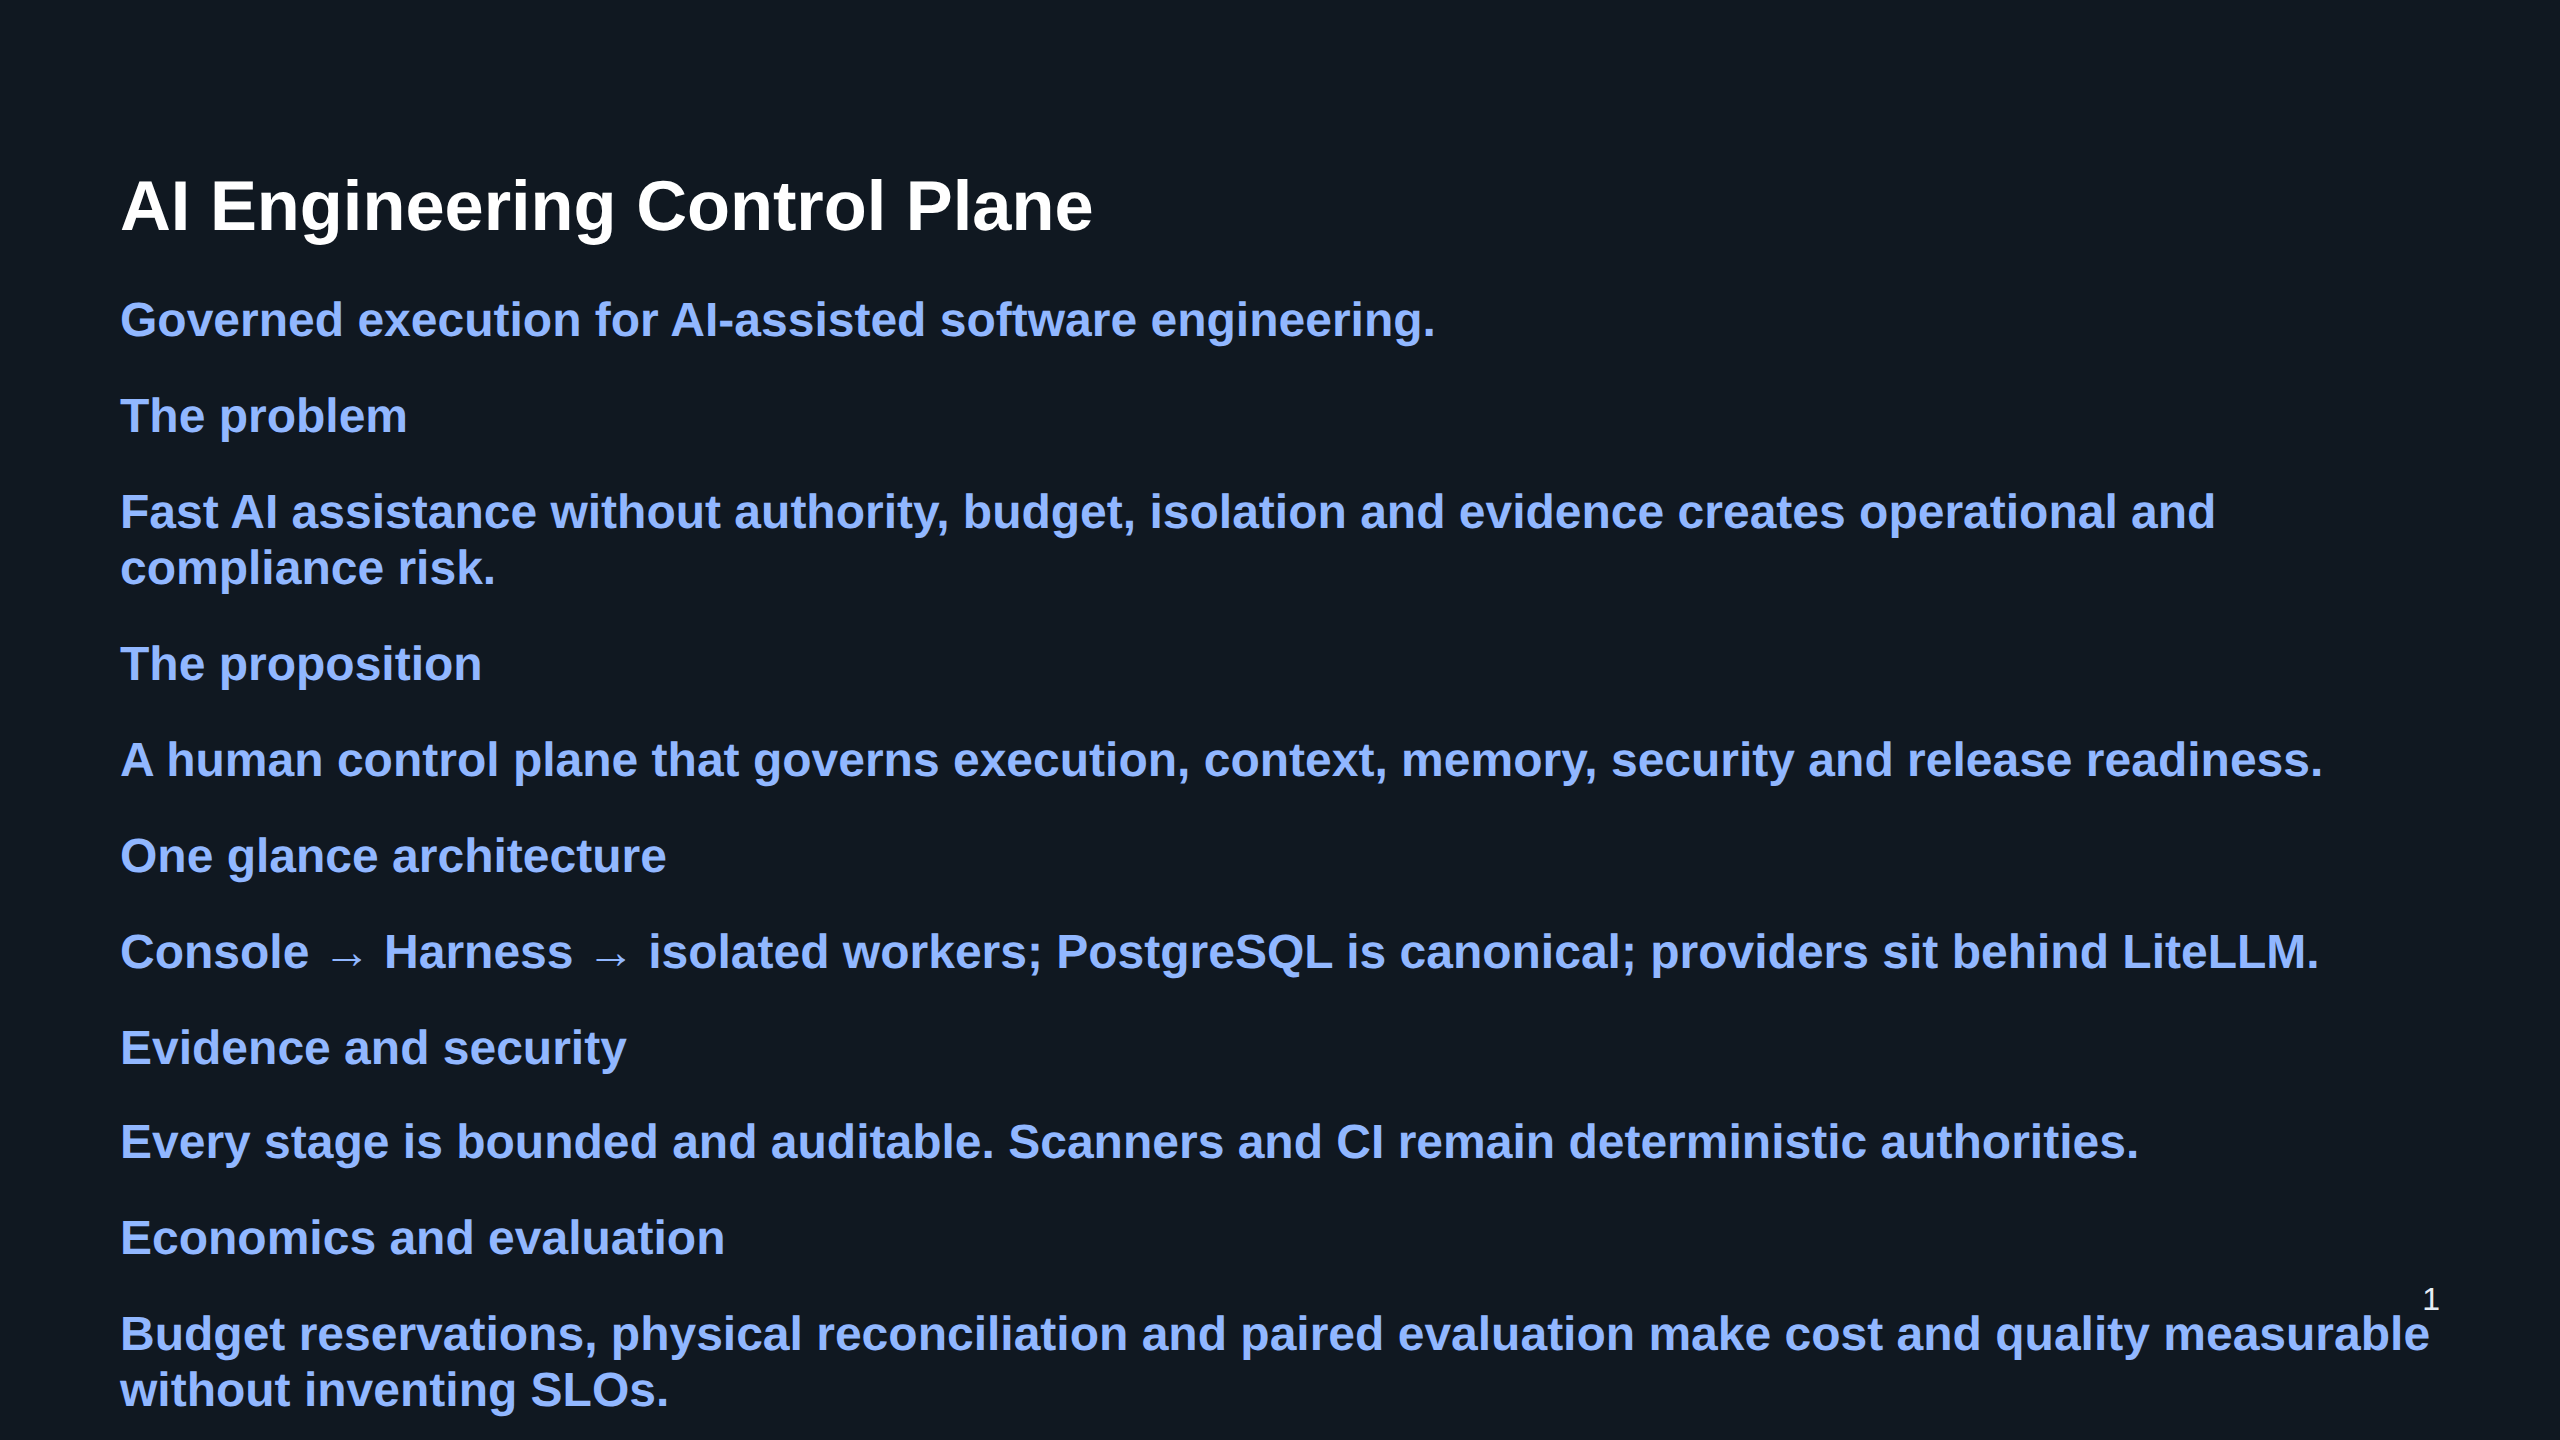 AI Engineering Control Plane
Governed execution for AI-assisted software engineering.
The problem
Fast AI assistance without authority, budget, isolation and evidence creates operational and
compliance risk.
The proposition
A human control plane that governs execution, context, memory, security and release readiness.
One glance architecture
Console → Harness → isolated workers; PostgreSQL is canonical; providers sit behind LiteLLM.
Evidence and security
Every stage is bounded and auditable. Scanners and CI remain deterministic authorities.
Economics and evaluation
1
Budget reservations, physical reconciliation and paired evaluation make cost and quality measurable
without inventing SLOs.